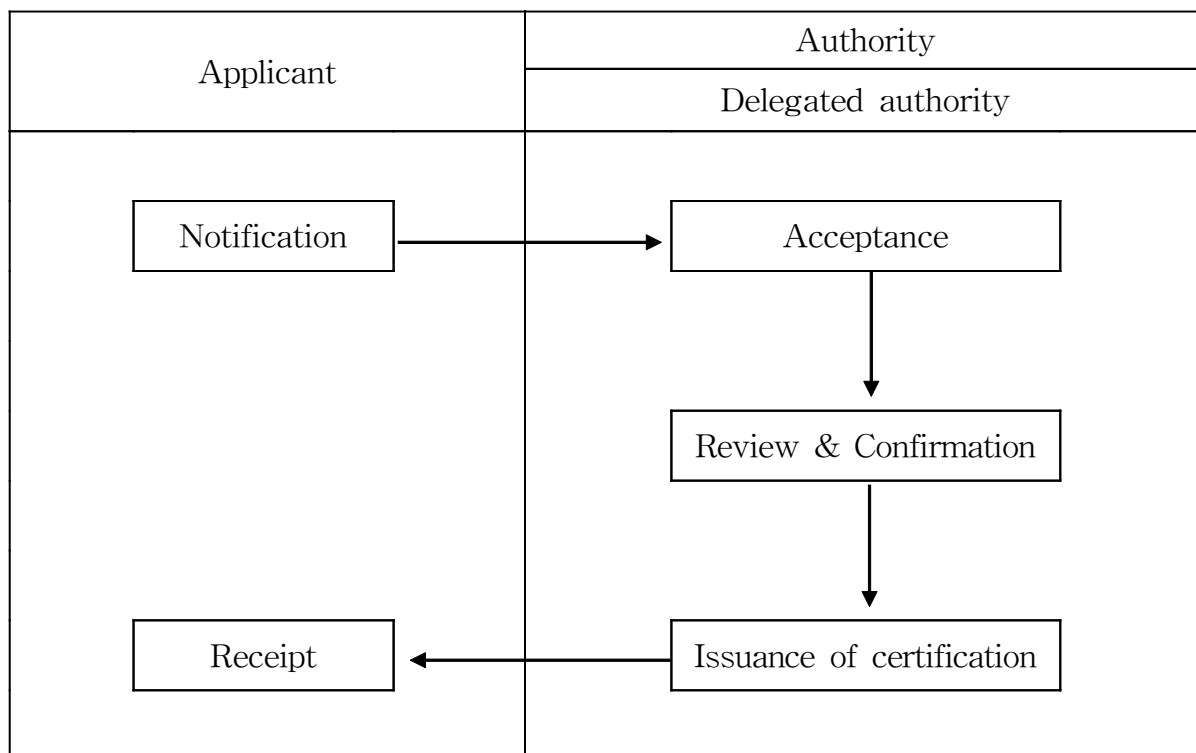 Applicant
Authority
Delegated authority
Notification
Acceptance
Review & Confirmation
Receipt
Issuance of certification